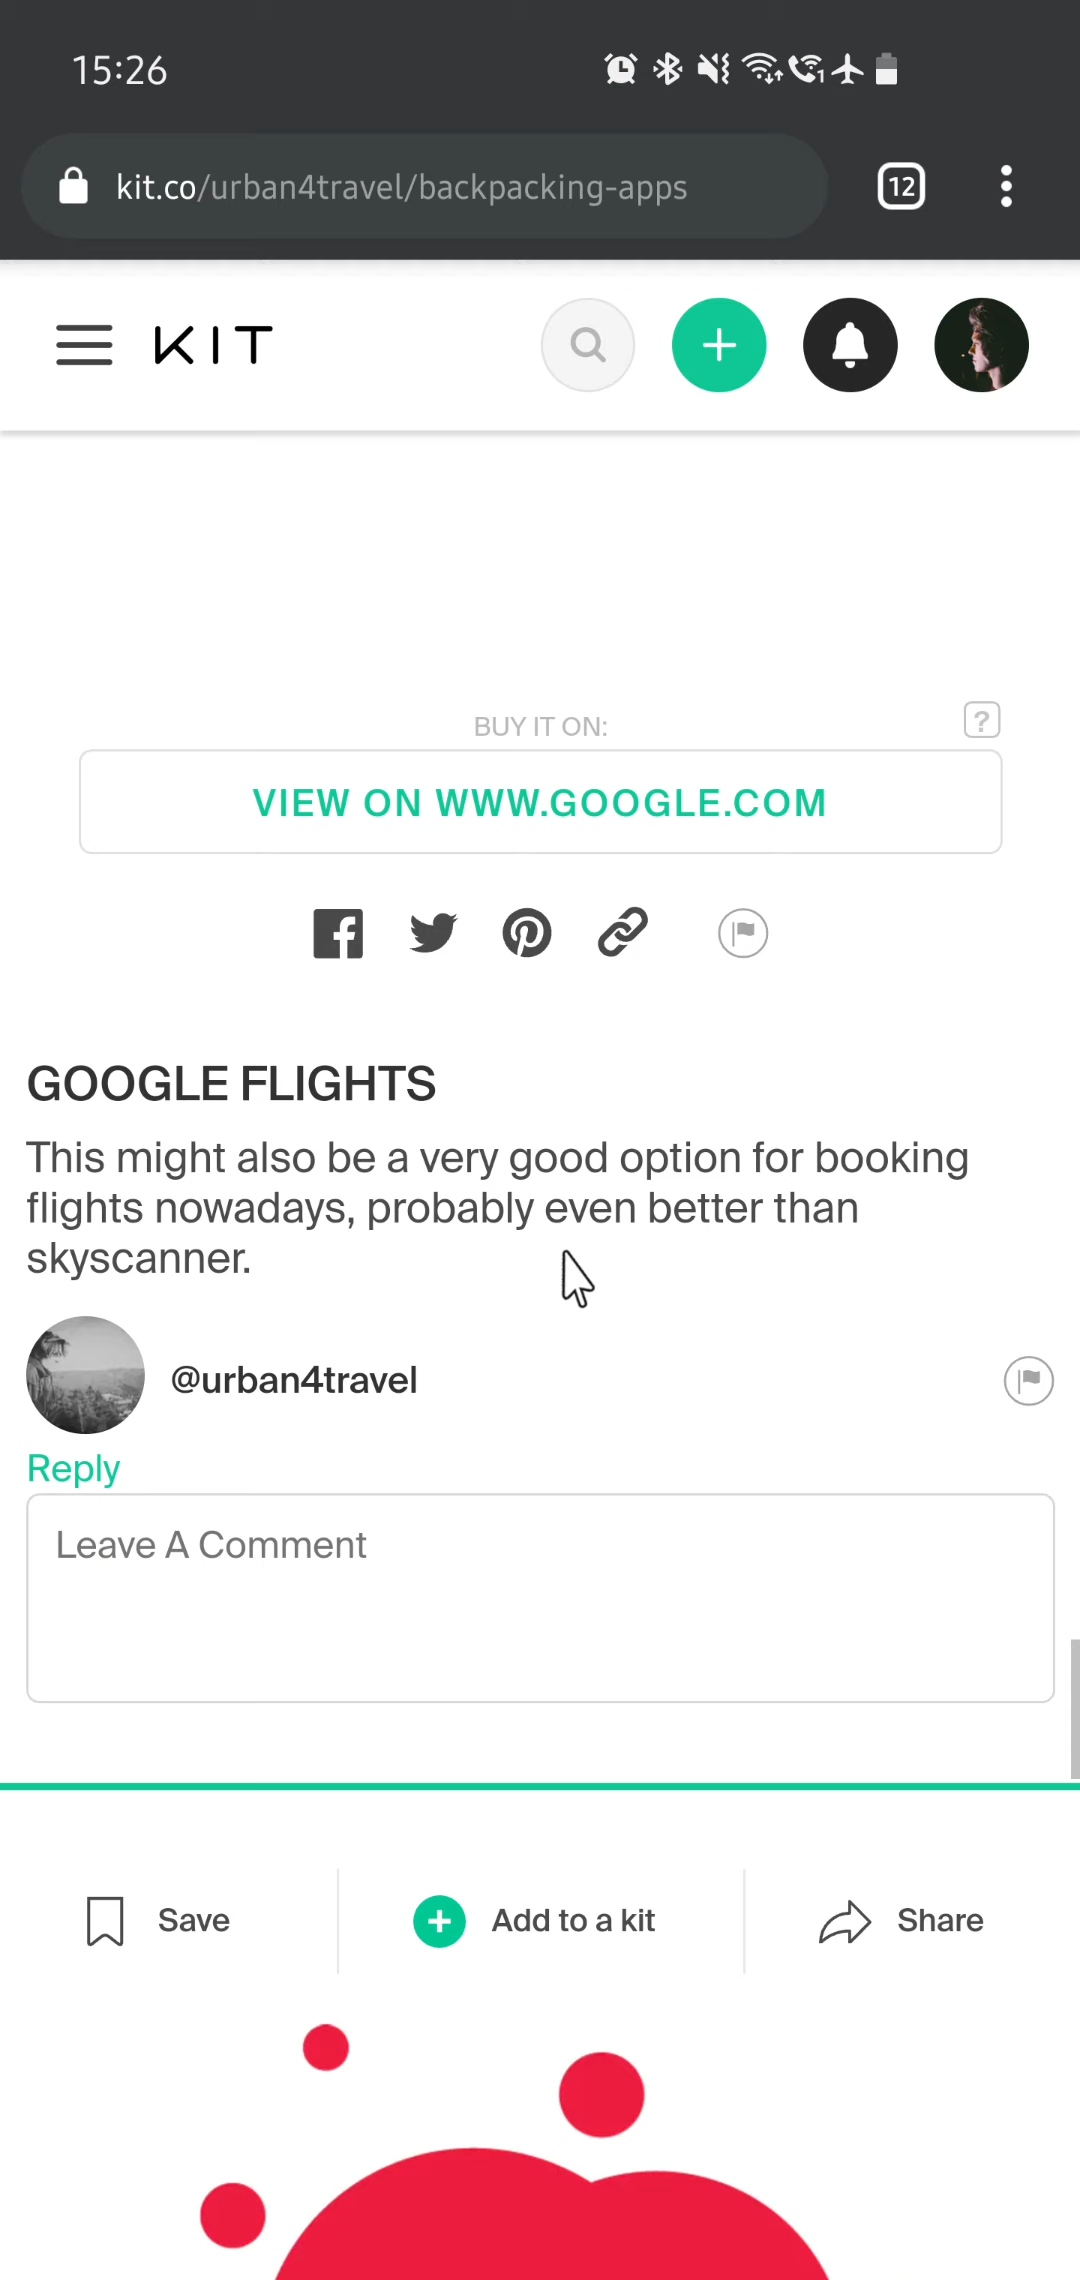 15:26
kit.co/urban4travel/backpacking-apps
12
KIT
BUY IT ON:
?
VIEW ON WWW.GOOGLE.COM
GOOGLE FLIGHTS
This might also be a very good option for booking
flights nowadays, probably even better than
skyscanner.
@urban4travel
Reply
Leave A Comment
Save
Add to a kit
Share